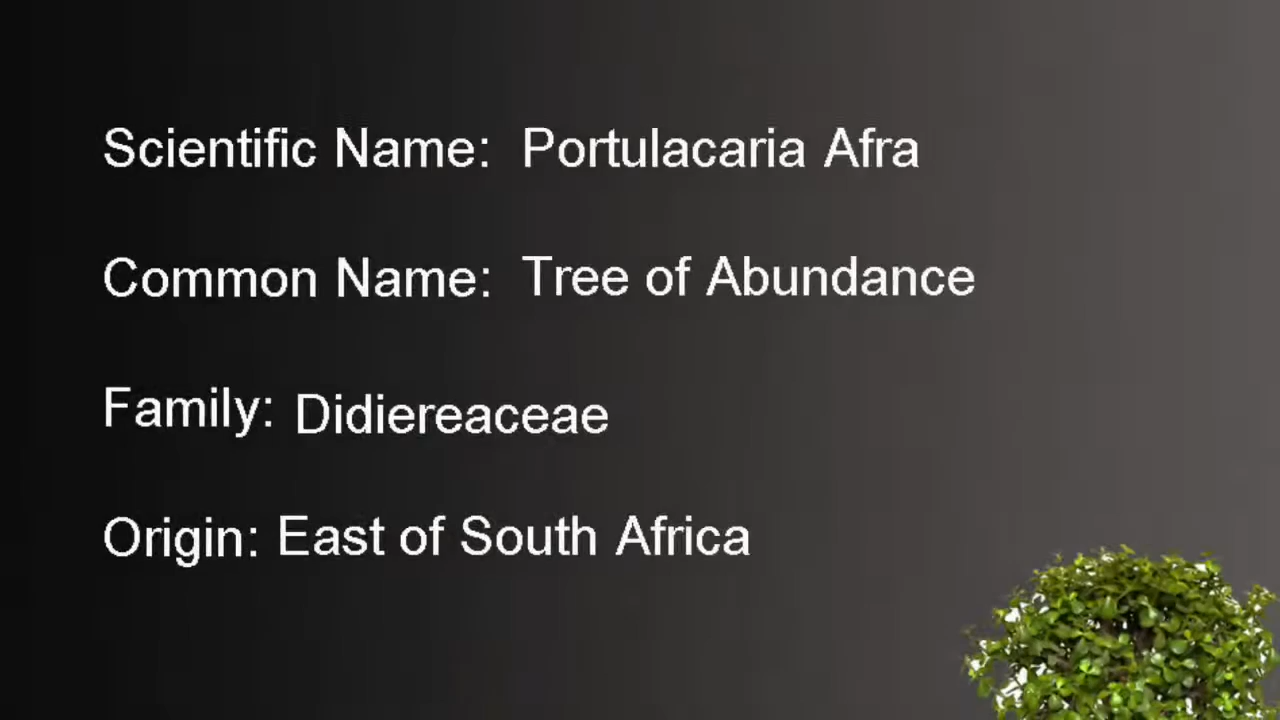 Scientific Name: Portulacaria Afra
Common Name: Tree of Abundance
Family: Didiereaceae
Origin: East of South Africa